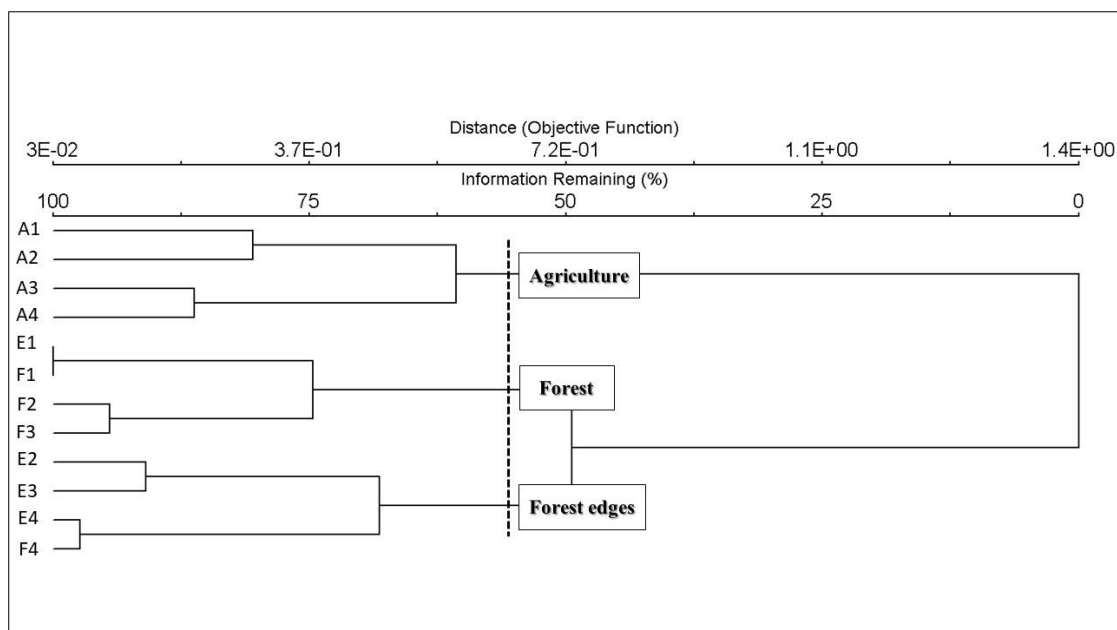 Distance (Objective Function)
3E-02 3.7E-01 7.2E-01 1.1E+00 1.4E+00
Information Remaining (%)
100 75 50 25 0
A1
A2
Agriculture
A3
A4
E1
F1
Forest
F2
F3
E2
E3
Forest edges
E4
F4